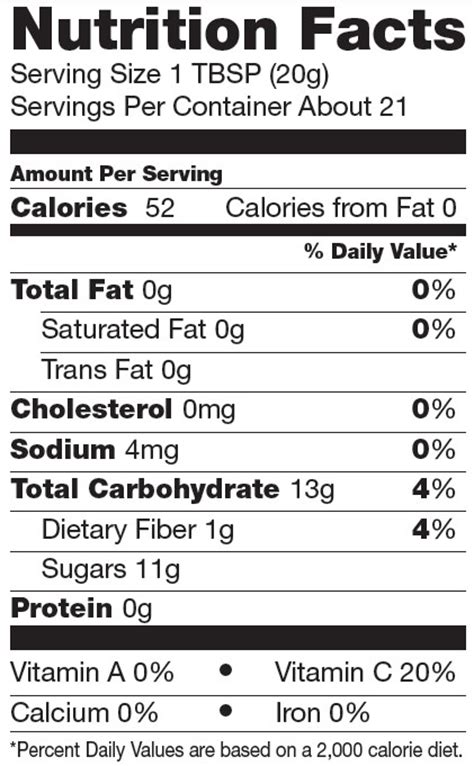 Nutrition Facts
Serving Size 1 TBSP (20g)
Servings Per Container About 21
Amount Per Serving
Calories 52 Calories from Fat 0
% Daily Value*
Total Fat 0g 0%
Saturated Fat 0g 0%
Trans Fat 0g
Cholesterol 0mg 0%
Sodium 4mg 0%
Total Carbohydrate 13g 4%
Dietary Fiber 1g 4%
Sugars 11g
Protein 0g
Vitamin A 0% • Vitamin C 20%
Calcium 0% • Iron 0%
*Percent Daily Values are based on a 2,000 calorie diet.